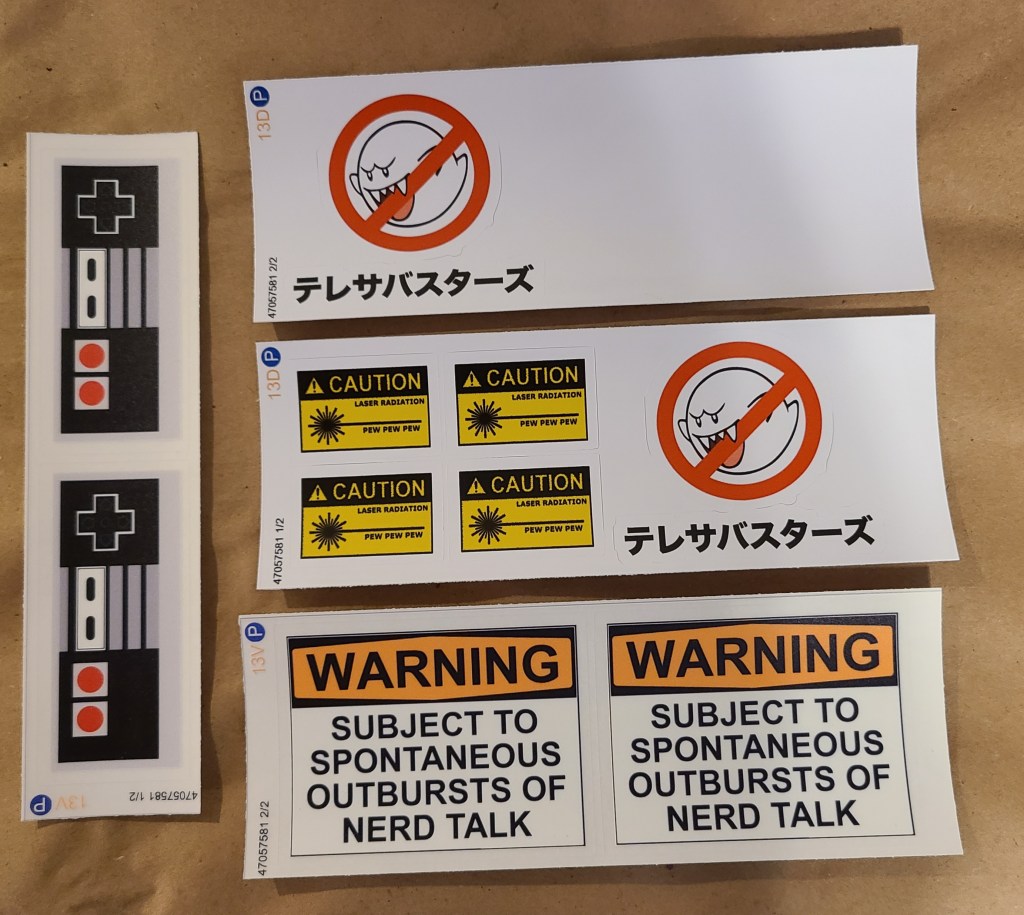 13D P
47057581 2/2
テレサバスターズ
13D P
47057581 1/2
CAUTION
LASER RADIATION
PEW PEW PEW
CAUTION
LASER RADIATION
PEW PEW PEW
CAUTION
LASER RADIATION
PEW PEW PEW
CAUTION
LASER RADIATION
PEW PEW PEW
テレサバスターズ
13V P
47057581 2/2
WARNING
SUBJECT TO
SPONTANEOUS
OUTBURSTS OF
NERD TALK
WARNING
SUBJECT TO
SPONTANEOUS
OUTBURSTS OF
NERD TALK
13V P
47057581 1/2